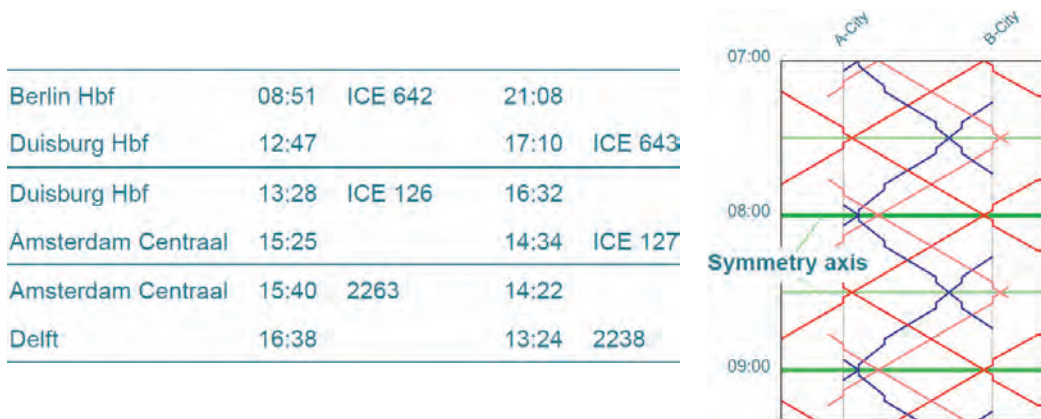 Berlin Hbf 08:51 ICE 642 21:08
Duisburg Hbf 12:47 17:10 ICE 643
Duisburg Hbf 13:28 ICE 126 16:32
Amsterdam Centraal 15:25 14:34 ICE 127
Amsterdam Centraal 15:40 2263 14:22
Delft 16:38 13:24 2238
A-City B-City
07:00
08:00
Symmetry axis
09:00